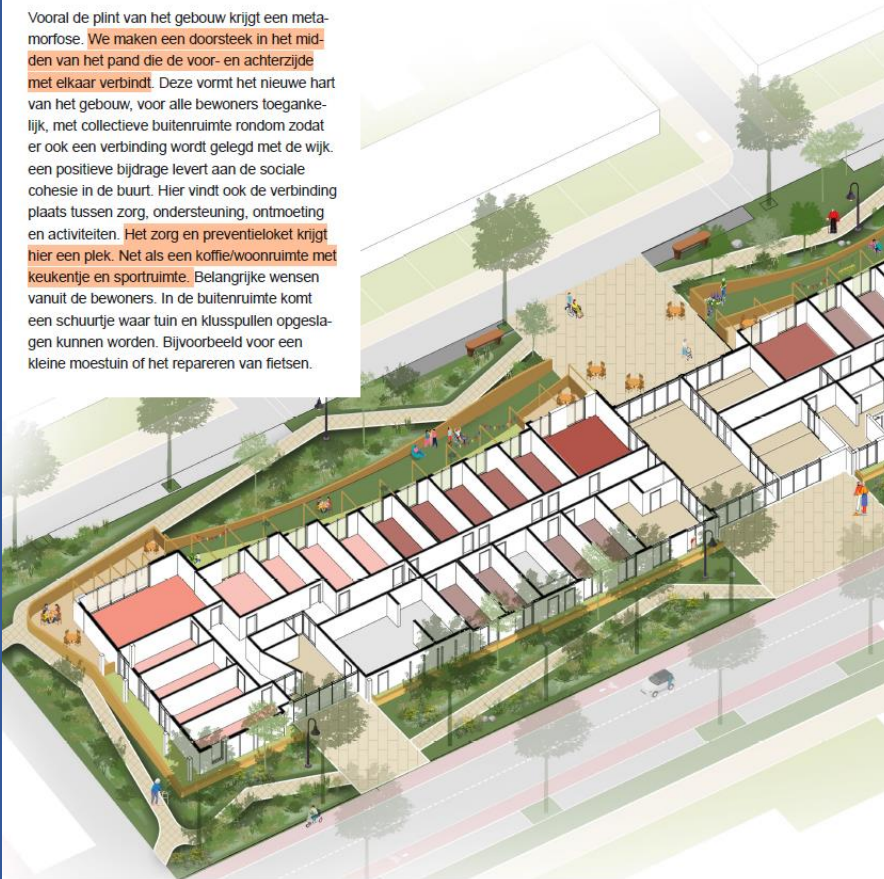 Vooral de plint van het gebouw krijgt een meta-
morfose. We maken een doorsteek in het mid-
den van het pand die de voor- en achterzijde
met elkaar verbindt. Deze vormt het nieuwe hart
van het gebouw, voor alle bewoners toeganke-
lijk, met collectieve buitenruimte rondom zodat
er ook een verbinding wordt gelegd met de wijk.
een positieve bijdrage levert aan de sociale
cohesie in de buurt. Hier vindt ook de verbinding
plaats tussen zorg, ondersteuning, ontmoeting
en activiteiten. Het zorg en preventieloket krijgt
hier een plek. Net als een koffie/woonruimte met
keukentje en sportruimte. Belangrijke wensen
vanuit de bewoners. In de buitenruimte komt
een schuurtje waar tuin en klusspullen opgesla-
gen kunnen worden. Bijvoorbeeld voor een
kleine moestuin of het repareren van fietsen.